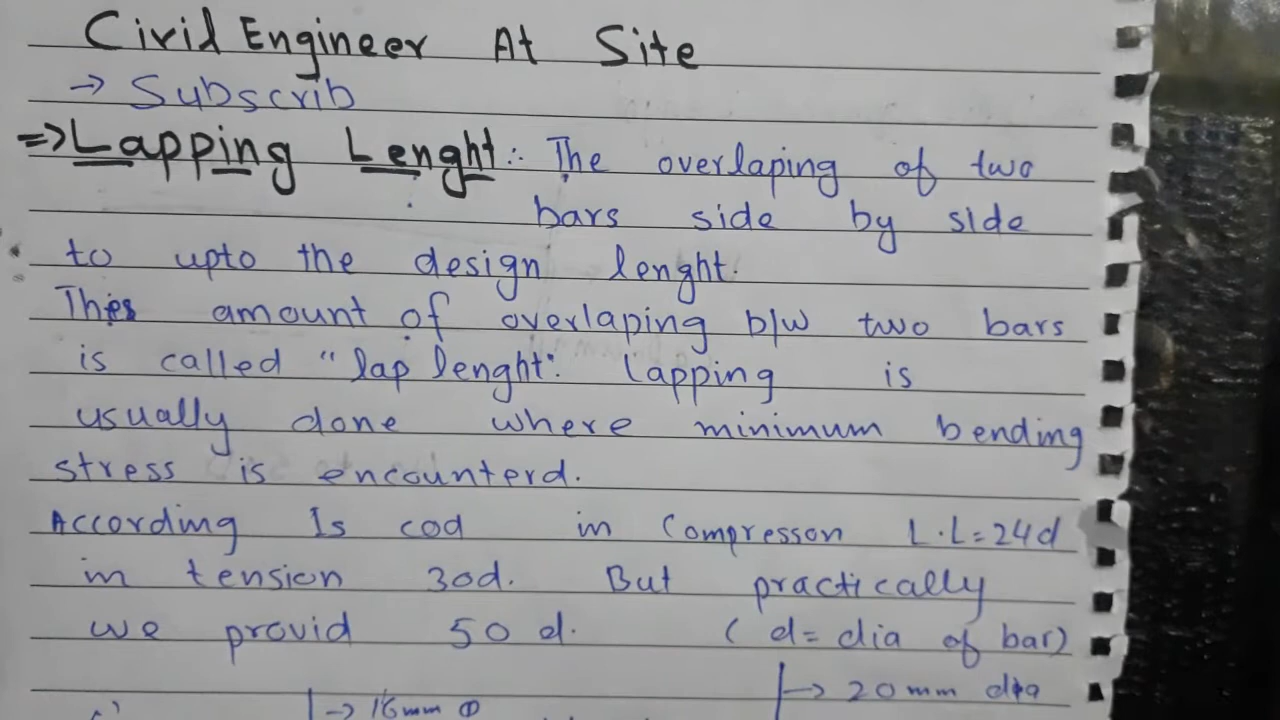 Civil Engineer At Site
→ Subscrib
⇒ Lapping Lenght :. The overlaping of two
bars side by side
to upto the design lenght.
This amount of overlaping b/w two bars
is called "lap lenght". lapping is
usually done where minimum bending
stress is encounterd.
According Is cod in Compresson L.L=24d
in tension 30d. But practically
we provid 50 d. (d= dia of bar)
→ 20mm dia
→ 16mm Φ